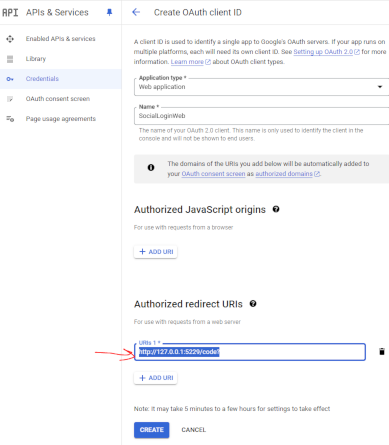 API APIs & Services
Create OAuth client ID
Enabled APIs & services
Library
Credentials
OAuth consent screen
Page usage agreements
A client ID is used to identify a single app to Google's OAuth servers. If your app runs on
multiple platforms, each will need its own client ID. See Setting up OAuth 2.0 for more
information. Learn more about OAuth client types.
Application type *
Web application
Name *
SocialLoginWeb
The name of your OAuth 2.0 client. This name is only used to identify the client in the
console and will not be shown to end users.
The domains of the URIs you add below will be automatically added to
your OAuth consent screen as authorized domains.
Authorized JavaScript origins
For use with requests from a browser
+ ADD URI
Authorized redirect URIs
For use with requests from a web server
URIs 1 *
http://127.0.0.1:5229/code?
+ ADD URI
Note: It may take 5 minutes to a few hours for settings to take effect
CREATE
CANCEL